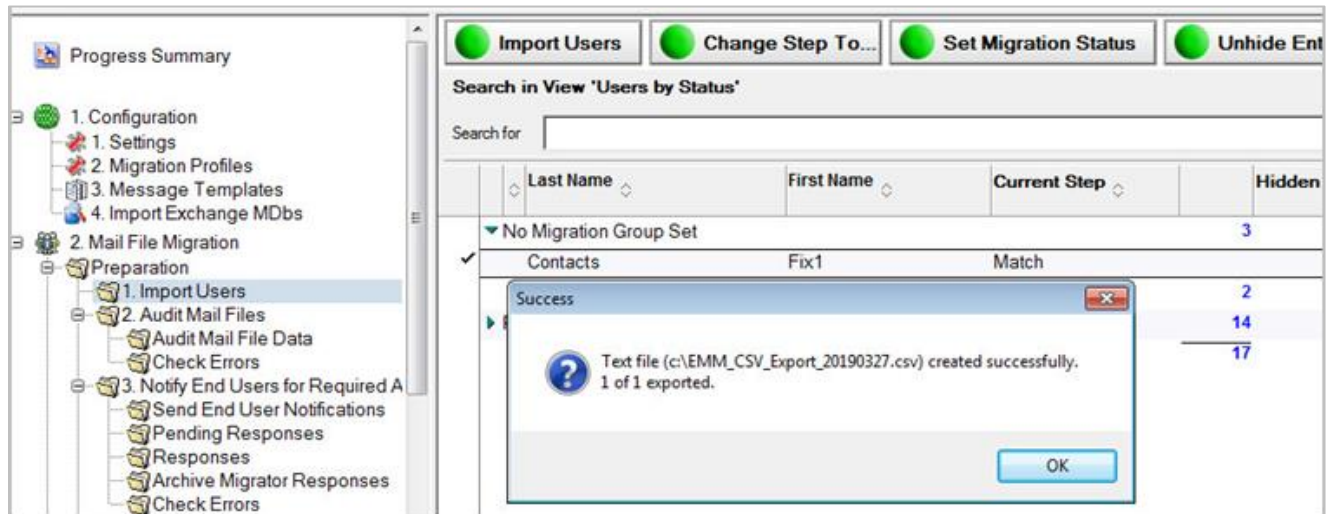 Progress Summary
1. Configuration
1. Settings
2. Migration Profiles
3. Message Templates
4. Import Exchange MDbs
2. Mail File Migration
Preparation
1. Import Users
2. Audit Mail Files
Audit Mail File Data
Check Errors
3. Notify End Users for Required A
Send End User Notifications
Pending Responses
Responses
Archive Migrator Responses
Check Errors
Import Users Change Step To... Set Migration Status Unhide Ent
Search in View 'Users by Status'
Search for
Last Name First Name Current Step Hidden
No Migration Group Set 3
Contacts Fix1 Match
2
14
17
Success
Text file (c:\EMM_CSV_Export_20190327.csv) created successfully.
1 of 1 exported.
OK